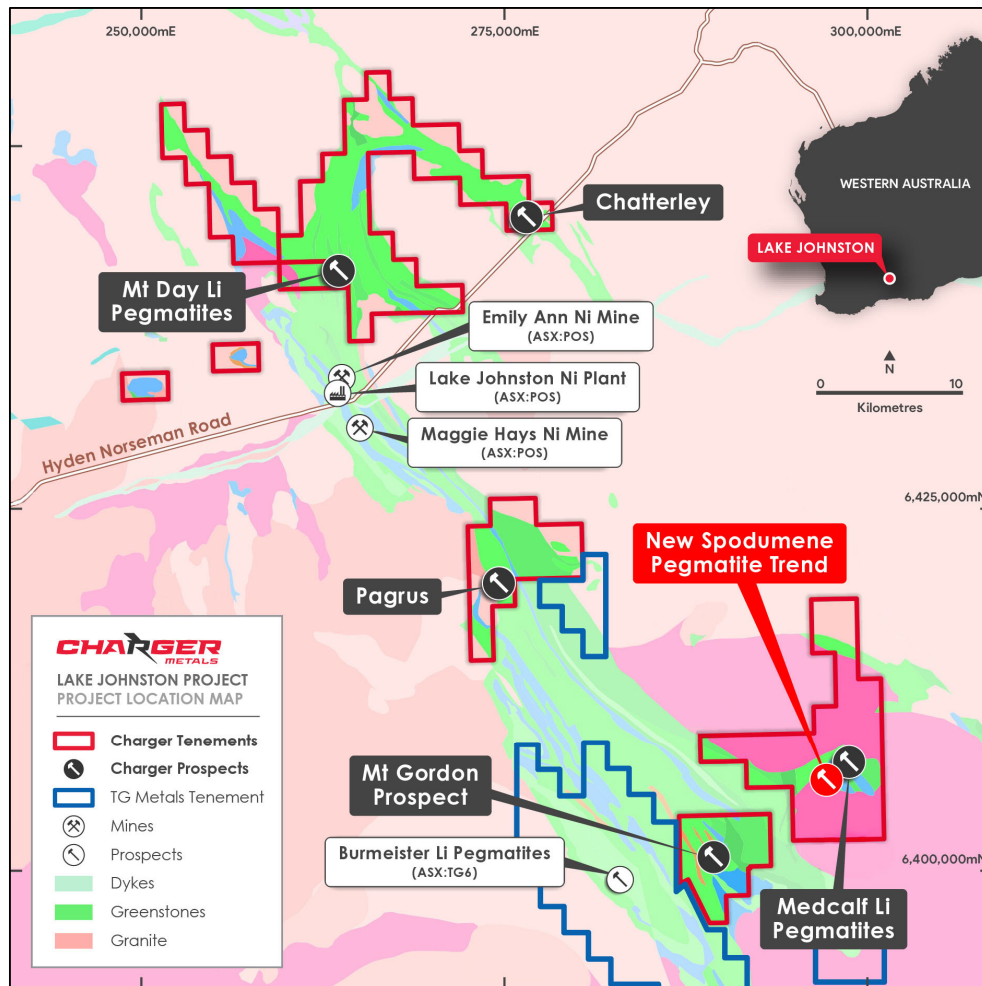 250,000mE
275,000mE
300,000mE
WESTERN AUSTRALIA
LAKE JOHNSTON
Chatterley
Mt Day Li
Pegmatites
Emily Ann Ni Mine
(ASX:POS)
Lake Johnston Ni Plant
(ASX:POS)
Maggie Hays Ni Mine
(ASX:POS)
N
0
10
Kilometres
Hyden Norseman Road
6,425,000mN
New Spodumene
Pegmatite Trend
Pagrus
CHARGER
METALS
LAKE JOHNSTON PROJECT
PROJECT LOCATION MAP
Charger Tenements
Charger Prospects
TG Metals Tenement
Mines
Prospects
Dykes
Greenstones
Granite
Mt Gordon
Prospect
Burmeister Li Pegmatites
(ASX:TG6)
6,400,000mN
Medcalf Li
Pegmatites